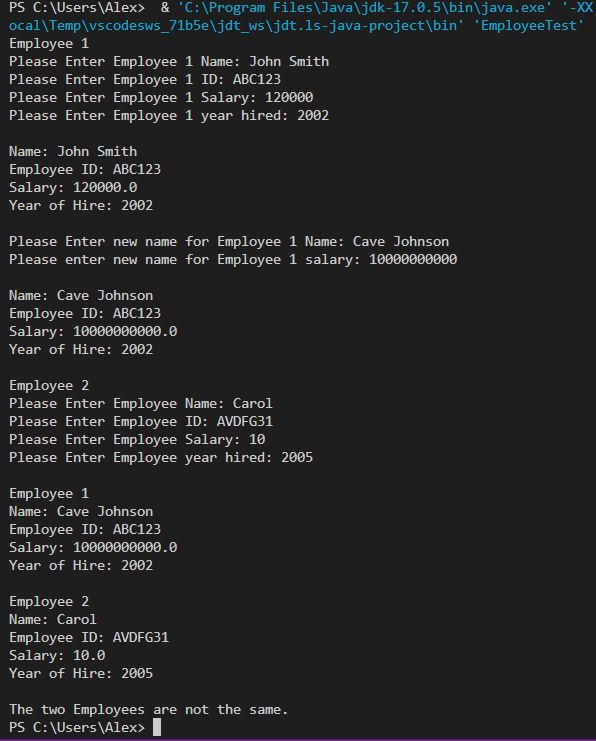 PS C:\Users\Alex>  & 'C:\Program Files\Java\jdk-17.0.5\bin\java.exe' '-XX
ocal\Temp\vscodesws_71b5e\jdt_ws\jdt.ls-java-project\bin' 'EmployeeTest'
Employee 1
Please Enter Employee 1 Name: John Smith
Please Enter Employee 1 ID: ABC123
Please Enter Employee 1 Salary: 120000
Please Enter Employee 1 year hired: 2002
Name: John Smith
Employee ID: ABC123
Salary: 120000.0
Year of Hire: 2002
Please Enter new name for Employee 1 Name: Cave Johnson
Please enter new name for Employee 1 salary: 10000000000
Name: Cave Johnson
Employee ID: ABC123
Salary: 10000000000.0
Year of Hire: 2002
Employee 2
Please Enter Employee Name: Carol
Please Enter Employee ID: AVDFG31
Please Enter Employee Salary: 10
Please Enter Employee year hired: 2005
Employee 1
Name: Cave Johnson
Employee ID: ABC123
Salary: 10000000000.0
Year of Hire: 2002
Employee 2
Name: Carol
Employee ID: AVDFG31
Salary: 10.0
Year of Hire: 2005
The two Employees are not the same.
PS C:\Users\Alex>